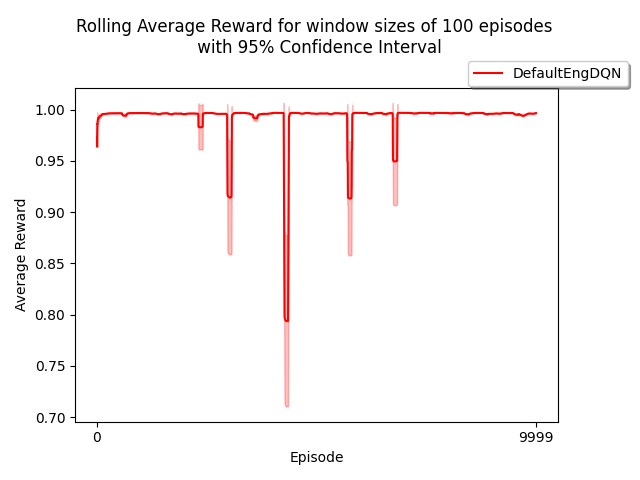 Rolling Average Reward for window sizes of 100 episodes
with 95% Confidence Interval
DefaultEngDQN
1.00
0.95
0.90
0.85
0.80
0.75
0.70
Average Reward
0
9999
Episode